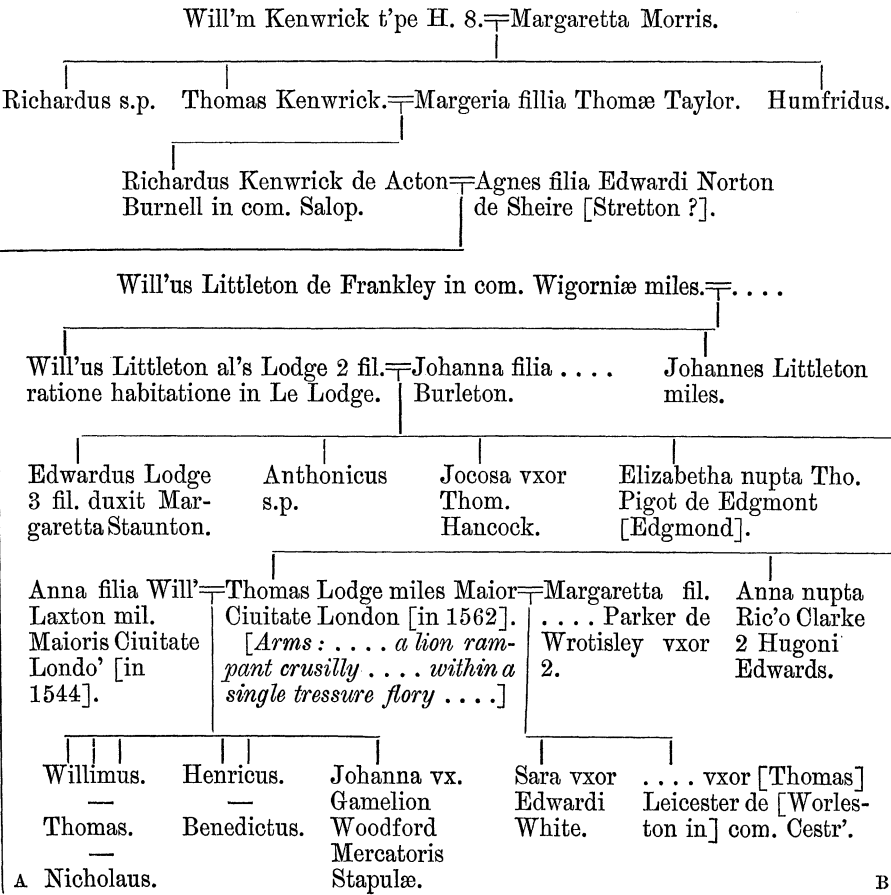 Will'm Kenwrick t'pe H. 8.=Margaretta Morris.
Richardus s.p. Thomas Kenwrick.=Margeria fillia Thomæ Taylor. Humfridus.
Richardus Kenwrick de Acton=Agnes filia Edwardi Norton
Burnell in com. Salop. de Sheire [Stretton ?].
Will'us Littleton de Frankley in com. Wigorniæ miles.=. . . .
Will'us Littleton al's Lodge 2 fil.=Johanna filia . . . .
ratione habitatione in Le Lodge. Burleton.
Johannes Littleton
miles.
Edwardus Lodge
3 fil. duxit Mar-
garetta Staunton.
Anthonicus
s.p.
Jocosa vxor
Thom.
Hancock.
Elizabetha nupta Tho.
Pigot de Edgmont
[Edgmond].
Anna filia Will'=
Laxton mil.
Maioris Ciuitate
Londo' [in
1544].
Thomas Lodge miles Maior=
Ciuitate London [in 1562].
[Arms : . . . . a lion ram-
pant crusilly . . . . within a
single tressure flory . . . .]
Margaretta fil.
. . . . Parker de
Wrotisley vxor
2.
Anna nupta
Ric'o Clarke
2 Hugoni
Edwards.
Willimus.
—
Thomas.
—
Nicholaus.
Henricus.
—
Benedictus.
Johanna vx.
Gamelion
Woodford
Mercatoris
Stapulæ.
Sara vxor
Edwardi
White.
. . . . vxor [Thomas]
Leicester de [Worles-
ton in] com. Cestr'.
A
B